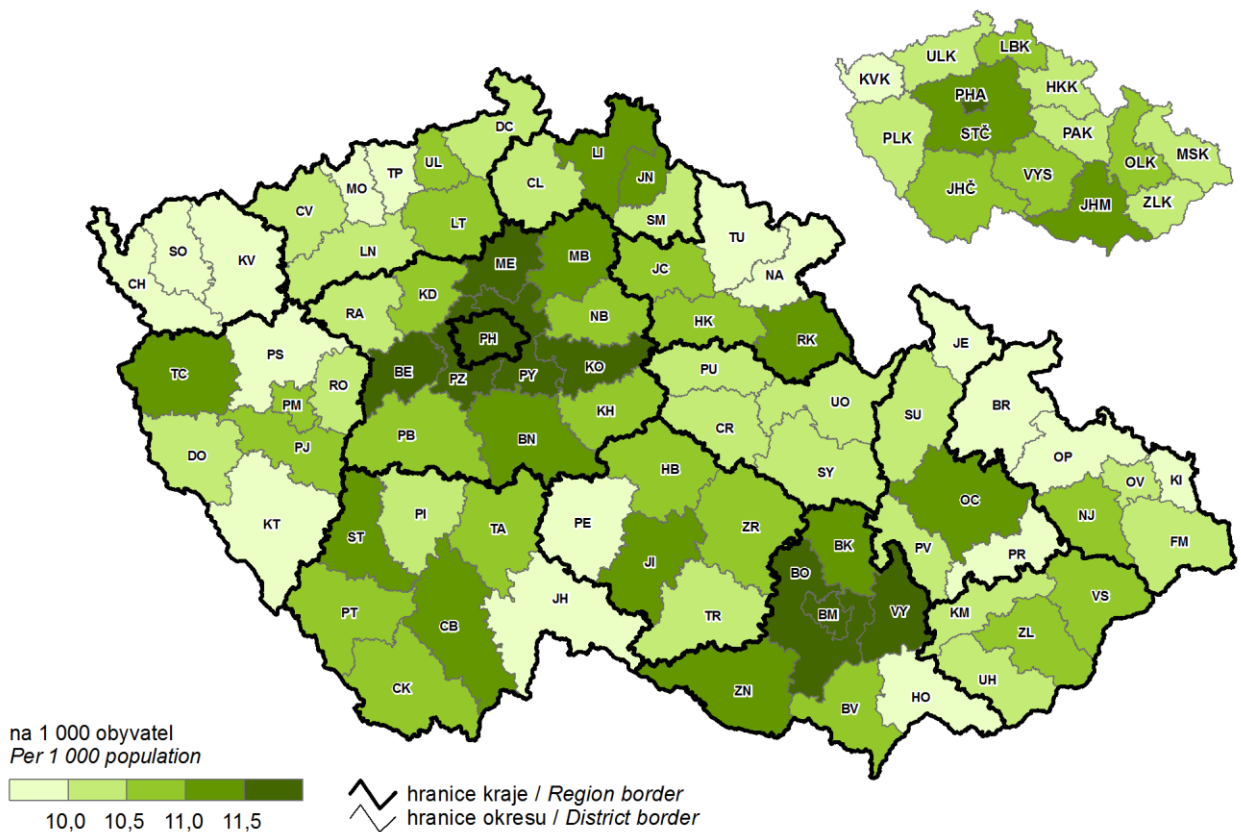 ULK
LBK
KVK
HKK
PHA
STČ
PLK
PAK
MSK
OLK
VYS
JHČ
JHM
ZLK
DC
LI
TP
UL
JN
MO
CL
CV
SM
LT
TU
SO
LN
KV
ME
MB
JC
NA
CH
KD
RA
NB
HK
PH
RK
PS
JE
KO
TC
BE
PZ
PY
PU
RO
BR
PM
UO
KH
SU
CR
PB
BN
PJ
DO
OP
HB
SY
OV
KI
OC
PI
NJ
KT
ST
TA
PE
ZR
BK
FM
PV
PR
JI
BO
VS
JH
VY
PT
TR
BM
KM
CB
ZL
UH
CK
ZN
HO
BV
na 1 000 obyvatel
Per 1 000 population
10,0 10,5 11,0 11,5
hranice kraje / Region border
hranice okresu / District border